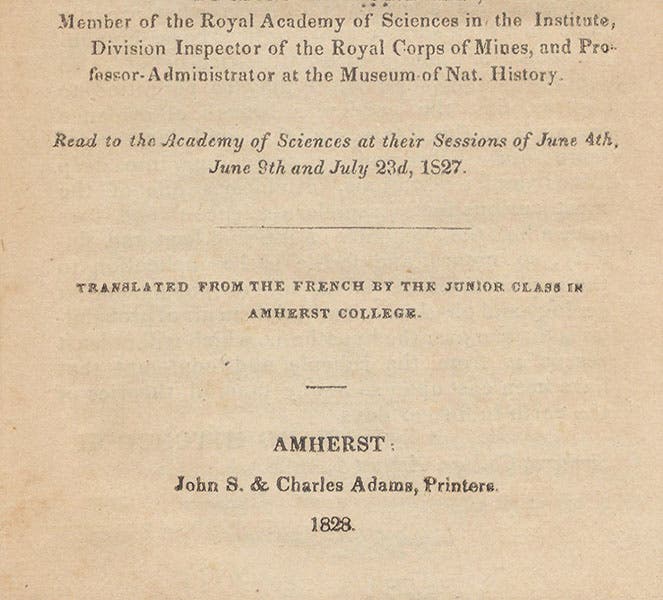 Member of the Royal Academy of Sciences in the Institute,
Division Inspector of the Royal Corps of Mines, and Pro-
fessor-Administrator at the Museum of Nat. History.
Read to the Academy of Sciences at their Sessions of June 4th,
June 9th and July 23d, 1827.
TRANSLATED FROM THE FRENCH BY THE JUNIOR CLASS IN
AMHERST COLLEGE.
AMHERST:
John S. & Charles Adams, Printers.
1828.